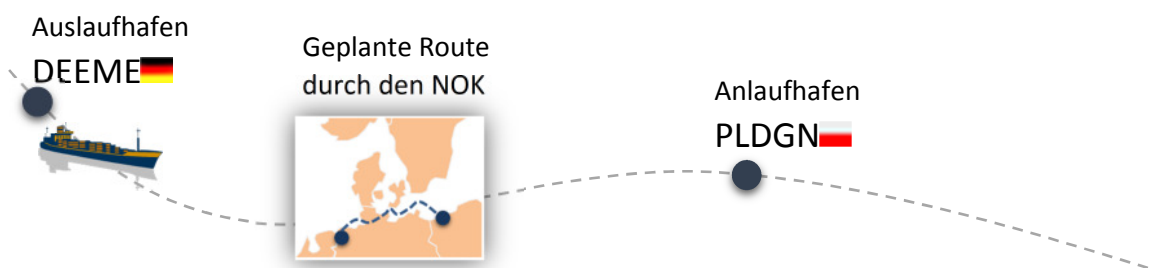 Auslaufhafen
DEEME
Geplante Route
durch den NOK
Anlaufhafen
PLDGN